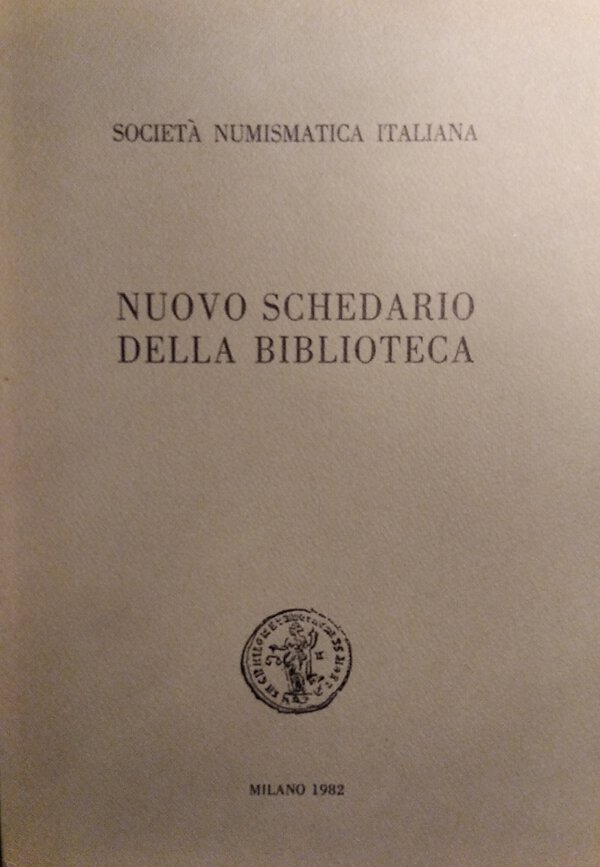 SOCIETÀ NUMISMATICA ITALIANA
NUOVO SCHEDARIO
DELLA BIBLIOTECA
MILANO 1982